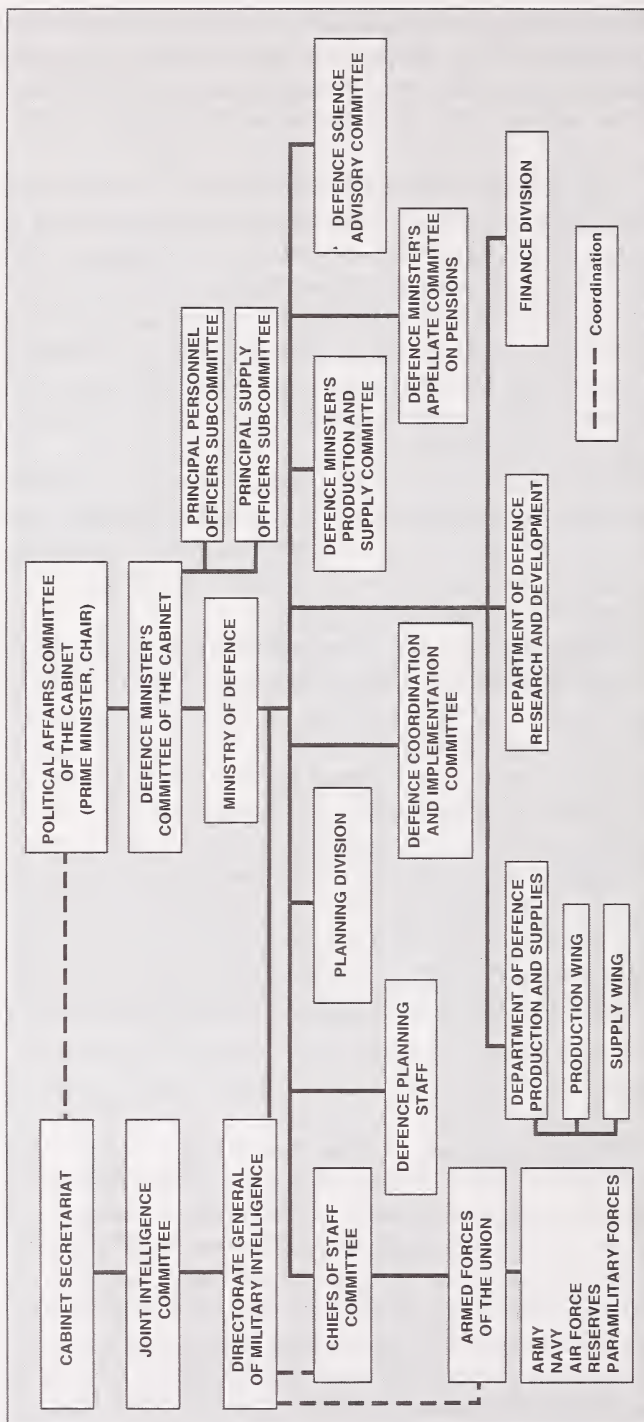 POLITICAL AFFAIRS COMMITTEE
OF THE CABINET
(PRIME MINISTER, CHAIR)
CABINET SECRETARIAT
DEFENCE MINISTER'S
COMMITTEE OF THE CABINET
PRINCIPAL PERSONNEL
OFFICERS SUBCOMMITTEE
PRINCIPAL SUPPLY
OFFICERS SUBCOMMITTEE
JOINT INTELLIGENCE
COMMITTEE
MINISTRY OF DEFENCE
DIRECTORATE GENERAL
OF MILITARY INTELLIGENCE
CHIEFS OF STAFF
COMMITTEE
PLANNING DIVISION
DEFENCE MINISTER'S
PRODUCTION AND
SUPPLY COMMITTEE
DEFENCE SCIENCE
ADVISORY COMMITTEE
DEFENCE PLANNING
STAFF
DEFENCE COORDINATION
AND IMPLEMENTATION
COMMITTEE
DEFENCE MINISTER'S
APPELLATE COMMITTEE
ON PENSIONS
ARMED FORCES
OF THE UNION
ARMY
NAVY
AIR FORCE
RESERVES
PARAMILITARY FORCES
DEPARTMENT OF DEFENCE
PRODUCTION AND SUPPLIES
PRODUCTION WING
SUPPLY WING
DEPARTMENT OF DEFENCE
RESEARCH AND DEVELOPMENT
FINANCE DIVISION
Coordination